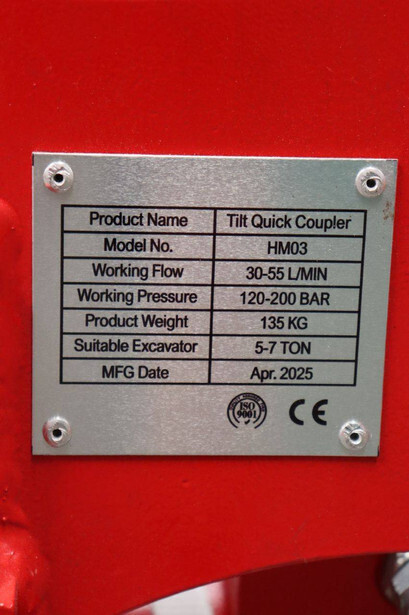 Product Name Tilt Quick Coupler
Model No. HM03
Working Flow 30-55 L/MIN
Working Pressure 120-200 BAR
Product Weight 135 KG
Suitable Excavator 5-7 TON
MFG Date Apr. 2025
ISO
9001
CE